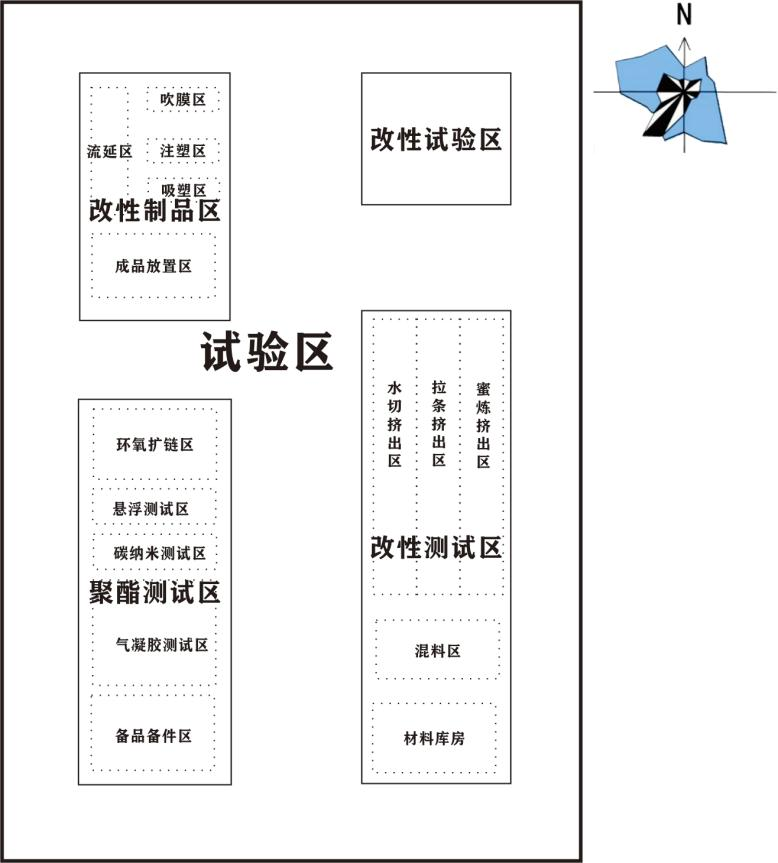 N
吹膜区
流延区
注塑区
吸塑区
改性制品区
成品放置区
改性试验区
试验区
环氧扩链区
悬浮测试区
碳纳米测试区
聚酯测试区
气凝胶测试区
备品备件区
水切挤出区
拉条挤出区
蜜炼挤出区
改性测试区
混料区
材料库房